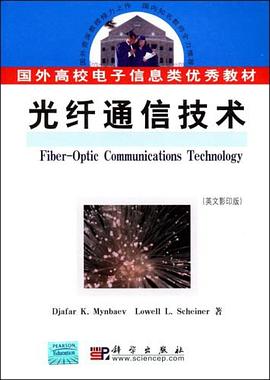 国外高校电子信息类优秀教材
光纤通信技术
Fiber-Optic Communications Technology
(英文影印版)
Djafar K. Mynbaev Lowell L. Scheiner 著
PEARSON
Education
科学出版社
www.sciencep.com